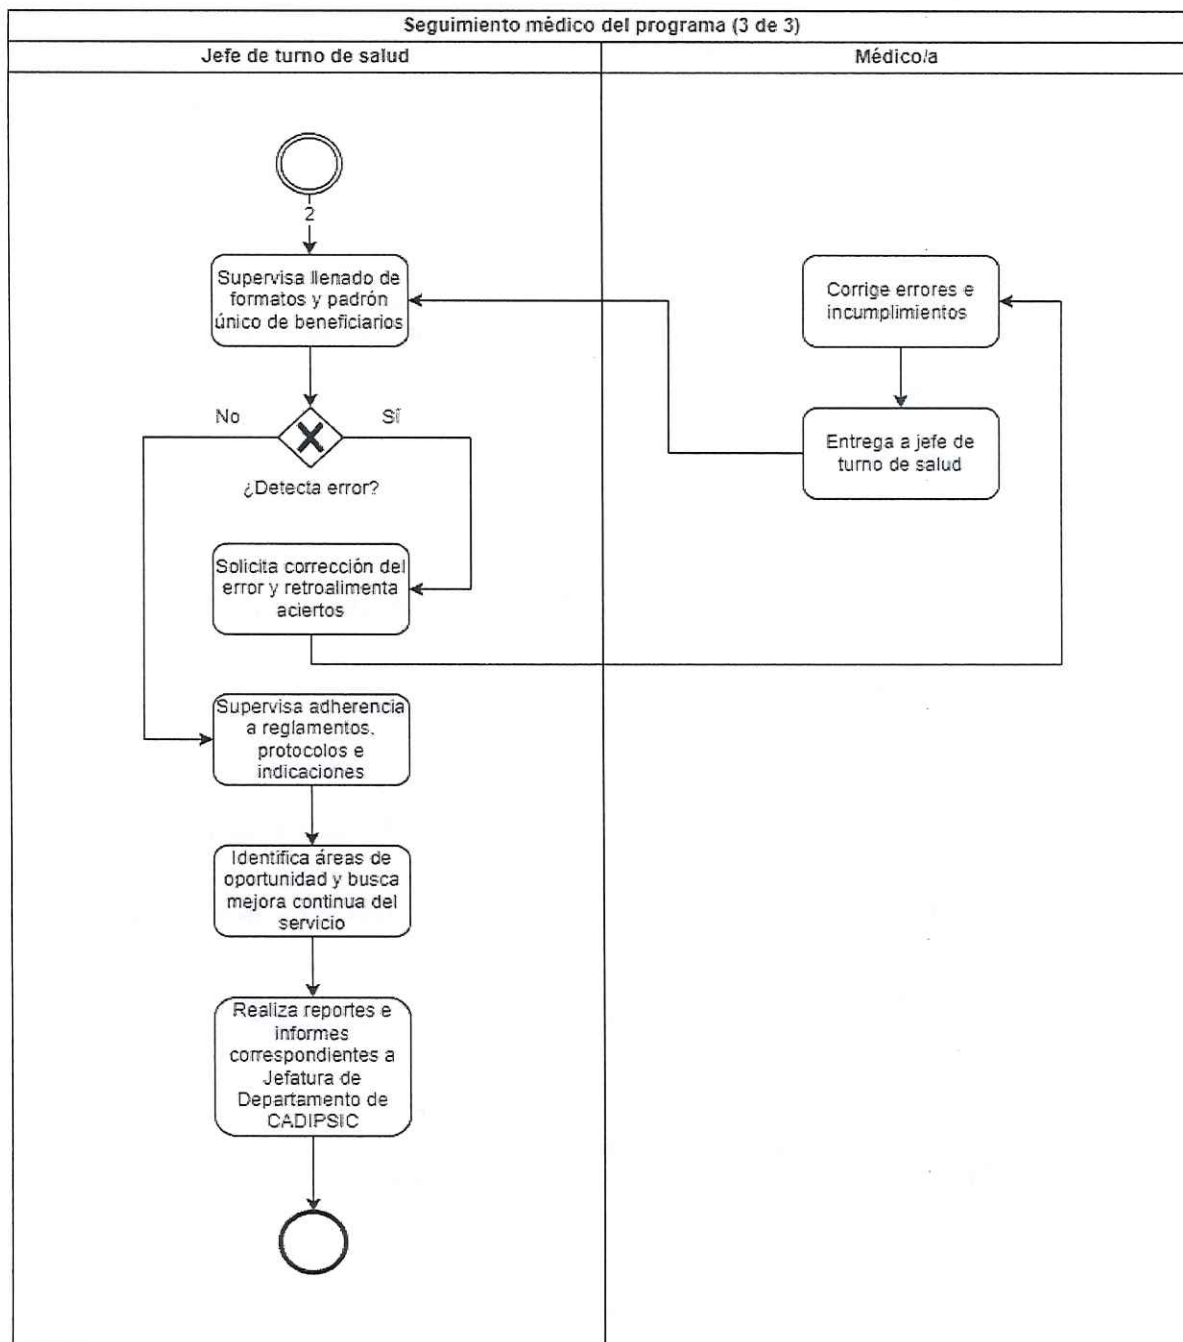 Seguimiento médico del programa (3 de 3)
Jefe de turno de salud
Médico/a
2
Supervisa llenado de
formatos y padrón
único de beneficiarios
Corrige errores e
incumplimientos
No
Sí
¿Detecta error?
Entrega a jefe de
turno de salud
Solicita corrección del
error y retroalimenta
aciertos
Supervisa adherencia
a reglamentos,
protocolos e
indicaciones
Identifica áreas de
oportunidad y busca
mejora continua del
servicio
Realiza reportes e
informes
correspondientes a
Jefatura de
Departamento de
CADIPSIC